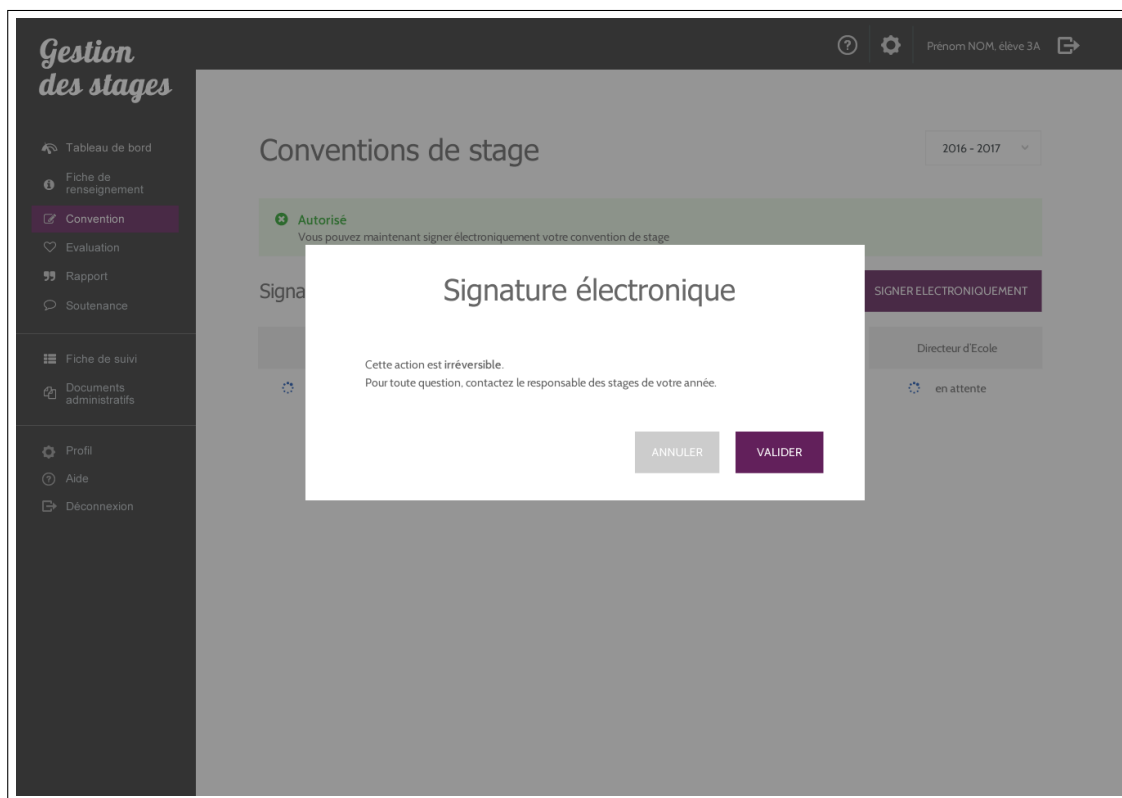 Gestion
des stages
Prénom NOM, élève 3A
Tableau de bord
Fiche de
renseignement
Convention
Evaluation
Rapport
Soutenance
Fiche de suivi
Documents
administratifs
Profil
Aide
Déconnexion
Conventions de stage
2016 - 2017
Autorisé
Vous pouvez maintenant signer électroniquement votre convention de stage
Signa
SIGNER ELECTRONIQUEMENT
Directeur d'Ecole
en attente
Signature électronique
Cette action est irréversible.
Pour toute question, contactez le responsable des stages de votre année.
ANNULER
VALIDER